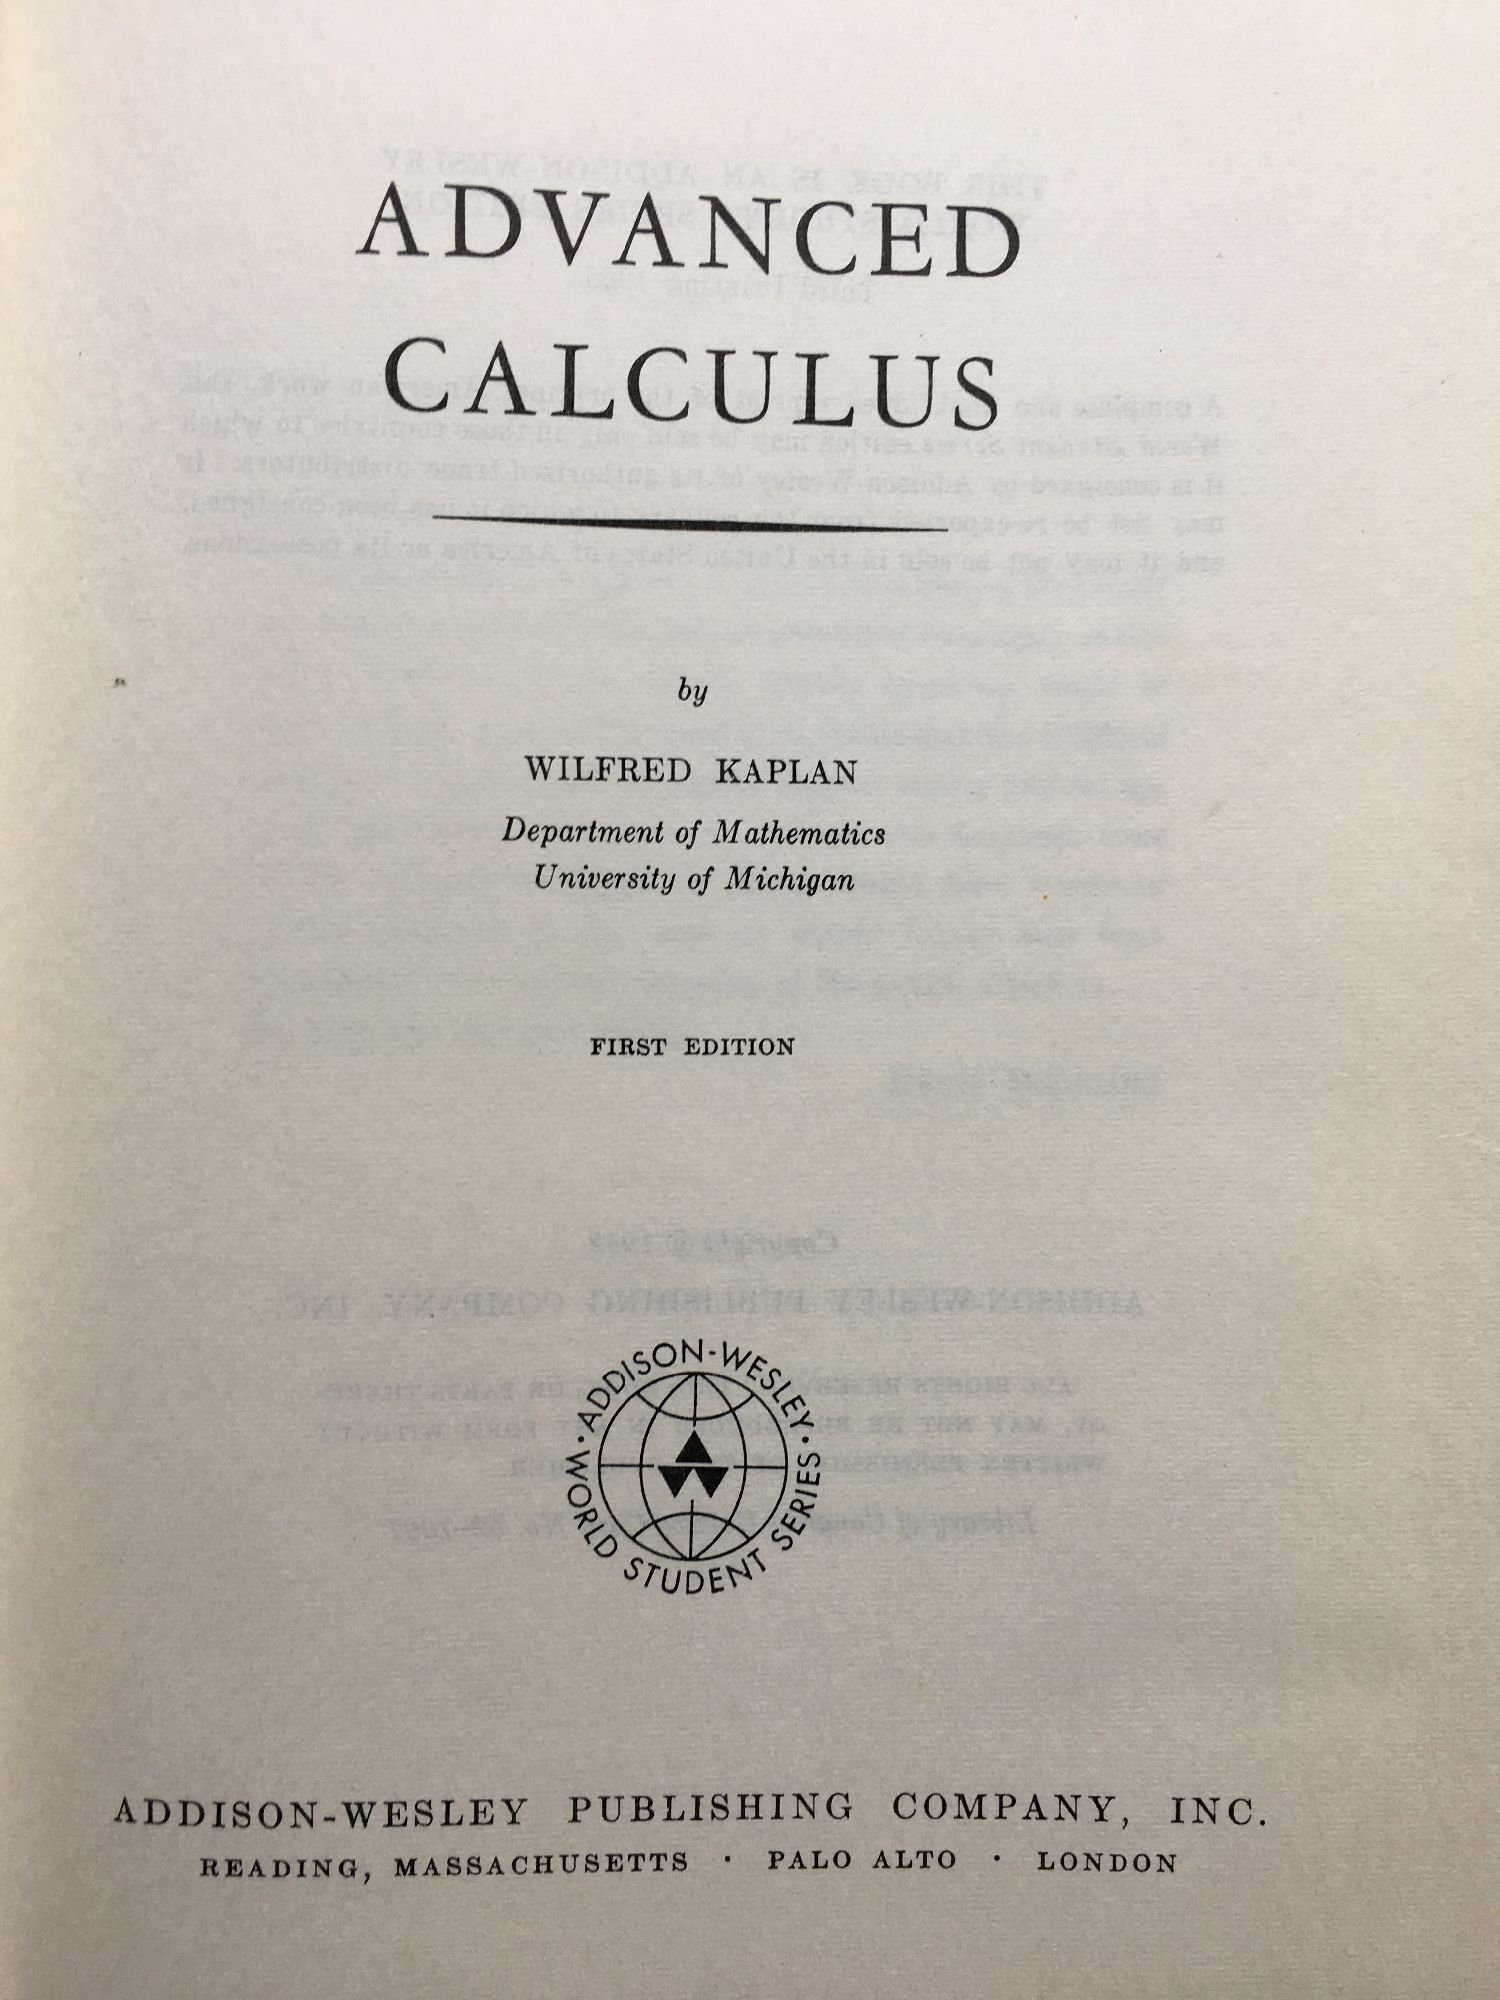 ADVANCED
CALCULUS
by
WILFRED KAPLAN
Department of Mathematics
University of Michigan
FIRST EDITION
· ADDISON-WESLEY ·
WORLD STUDENT SERIES
ADDISON-WESLEY PUBLISHING COMPANY, INC.
READING, MASSACHUSETTS · PALO ALTO · LONDON